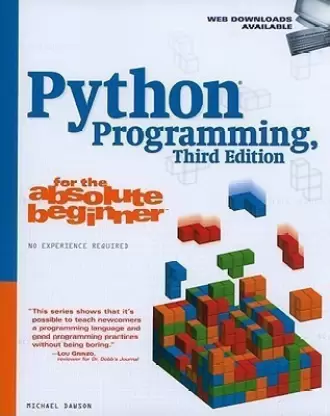 WEB DOWNLOADS
AVAILABLE
Python®
Programming,
Third Edition
for the
absolute
beginner™
NO EXPERIENCE REQUIRED
"This series shows that it's
possible to teach newcomers
a programming language and
good programming practices
without being boring."
—LOU GRINZO,
reviewer for Dr. Dobb's Journal
MICHAEL DAWSON